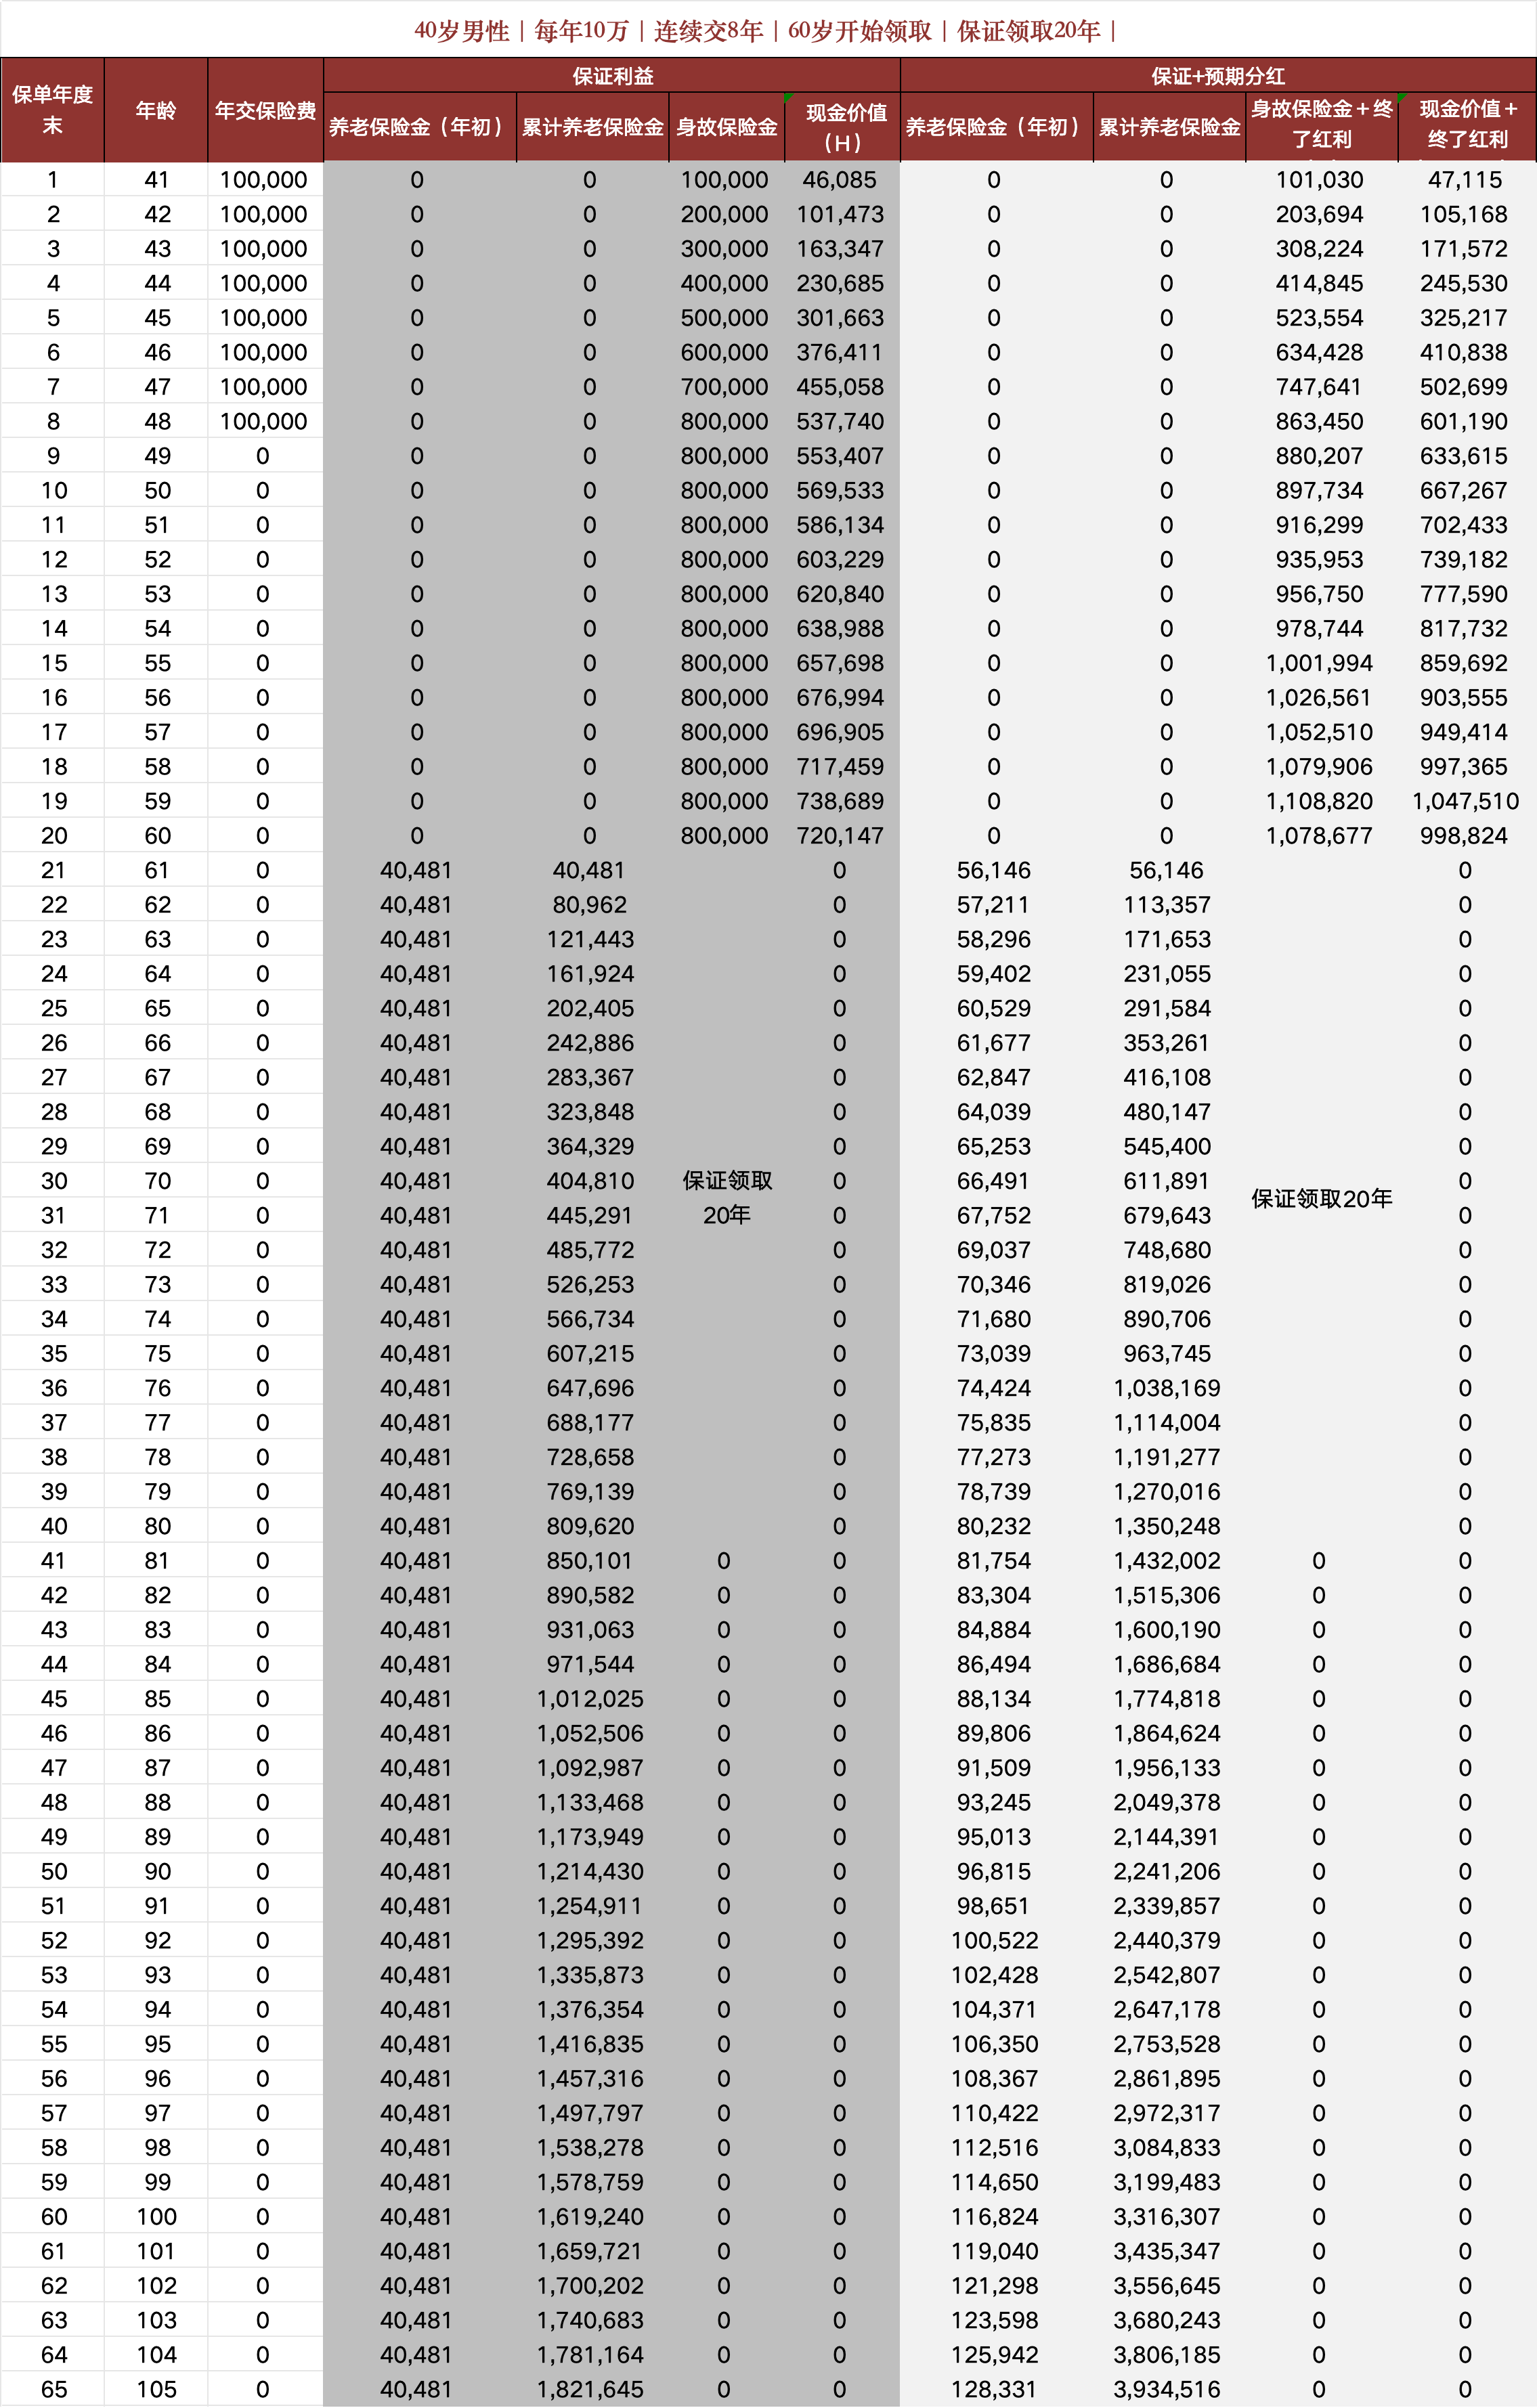 40岁男性｜每年10万｜连续交8年｜60岁开始领取｜保证领取20年｜
保单年度末 年龄 年交保险费 保证利益 保证+预期分红
养老保险金（年初） 累计养老保险金 身故保险金 现金价值（H） 养老保险金（年初） 累计养老保险金 身故保险金＋终了红利 现金价值＋终了红利
1 41 100,000 0 0 100,000 46,085 0 0 101,030 47,115
2 42 100,000 0 0 200,000 101,473 0 0 203,694 105,168
3 43 100,000 0 0 300,000 163,347 0 0 308,224 171,572
4 44 100,000 0 0 400,000 230,685 0 0 414,845 245,530
5 45 100,000 0 0 500,000 301,663 0 0 523,554 325,217
6 46 100,000 0 0 600,000 376,411 0 0 634,428 410,838
7 47 100,000 0 0 700,000 455,058 0 0 747,641 502,699
8 48 100,000 0 0 800,000 537,740 0 0 863,450 601,190
9 49 0 0 0 800,000 553,407 0 0 880,207 633,615
10 50 0 0 0 800,000 569,533 0 0 897,734 667,267
11 51 0 0 0 800,000 586,134 0 0 916,299 702,433
12 52 0 0 0 800,000 603,229 0 0 935,953 739,182
13 53 0 0 0 800,000 620,840 0 0 956,750 777,590
14 54 0 0 0 800,000 638,988 0 0 978,744 817,732
15 55 0 0 0 800,000 657,698 0 0 1,001,994 859,692
16 56 0 0 0 800,000 676,994 0 0 1,026,561 903,555
17 57 0 0 0 800,000 696,905 0 0 1,052,510 949,414
18 58 0 0 0 800,000 717,459 0 0 1,079,906 997,365
19 59 0 0 0 800,000 738,689 0 0 1,108,820 1,047,510
20 60 0 0 0 800,000 720,147 0 0 1,078,677 998,824
21 61 0 40,481 40,481 0 56,146 56,146 0
22 62 0 40,481 80,962 0 57,211 113,357 0
23 63 0 40,481 121,443 0 58,296 171,653 0
24 64 0 40,481 161,924 0 59,402 231,055 0
25 65 0 40,481 202,405 0 60,529 291,584 0
26 66 0 40,481 242,886 0 61,677 353,261 0
27 67 0 40,481 283,367 0 62,847 416,108 0
28 68 0 40,481 323,848 0 64,039 480,147 0
29 69 0 40,481 364,329 0 65,253 545,400 0
30 70 0 40,481 404,810 保证领取 0 66,491 611,891 保证领取20年 0
31 71 0 40,481 445,291 20年 0 67,752 679,643 0
32 72 0 40,481 485,772 0 69,037 748,680 0
33 73 0 40,481 526,253 0 70,346 819,026 0
34 74 0 40,481 566,734 0 71,680 890,706 0
35 75 0 40,481 607,215 0 73,039 963,745 0
36 76 0 40,481 647,696 0 74,424 1,038,169 0
37 77 0 40,481 688,177 0 75,835 1,114,004 0
38 78 0 40,481 728,658 0 77,273 1,191,277 0
39 79 0 40,481 769,139 0 78,739 1,270,016 0
40 80 0 40,481 809,620 0 80,232 1,350,248 0
41 81 0 40,481 850,101 0 0 81,754 1,432,002 0 0
42 82 0 40,481 890,582 0 0 83,304 1,515,306 0 0
43 83 0 40,481 931,063 0 0 84,884 1,600,190 0 0
44 84 0 40,481 971,544 0 0 86,494 1,686,684 0 0
45 85 0 40,481 1,012,025 0 0 88,134 1,774,818 0 0
46 86 0 40,481 1,052,506 0 0 89,806 1,864,624 0 0
47 87 0 40,481 1,092,987 0 0 91,509 1,956,133 0 0
48 88 0 40,481 1,133,468 0 0 93,245 2,049,378 0 0
49 89 0 40,481 1,173,949 0 0 95,013 2,144,391 0 0
50 90 0 40,481 1,214,430 0 0 96,815 2,241,206 0 0
51 91 0 40,481 1,254,911 0 0 98,651 2,339,857 0 0
52 92 0 40,481 1,295,392 0 0 100,522 2,440,379 0 0
53 93 0 40,481 1,335,873 0 0 102,428 2,542,807 0 0
54 94 0 40,481 1,376,354 0 0 104,371 2,647,178 0 0
55 95 0 40,481 1,416,835 0 0 106,350 2,753,528 0 0
56 96 0 40,481 1,457,316 0 0 108,367 2,861,895 0 0
57 97 0 40,481 1,497,797 0 0 110,422 2,972,317 0 0
58 98 0 40,481 1,538,278 0 0 112,516 3,084,833 0 0
59 99 0 40,481 1,578,759 0 0 114,650 3,199,483 0 0
60 100 0 40,481 1,619,240 0 0 116,824 3,316,307 0 0
61 101 0 40,481 1,659,721 0 0 119,040 3,435,347 0 0
62 102 0 40,481 1,700,202 0 0 121,298 3,556,645 0 0
63 103 0 40,481 1,740,683 0 0 123,598 3,680,243 0 0
64 104 0 40,481 1,781,164 0 0 125,942 3,806,185 0 0
65 105 0 40,481 1,821,645 0 0 128,331 3,934,516 0 0